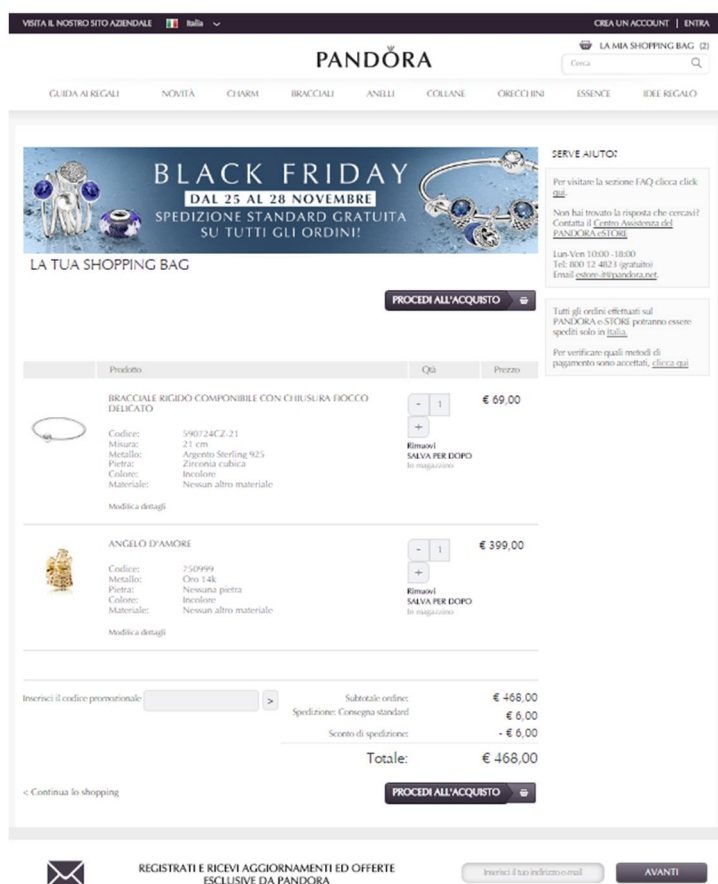 VISITA IL NOSTRO SITO AZIENDALE Italia
CREA UN ACCOUNT | ENTRA
LA MIA SHOPPING BAG (2)
PANDÖRA
Cerca
GUIDA AI REGALI NOVITÀ CHARM BRACCIALI ANELLI COLLANE ORECCHINI ESSENCE IDEE REGALO
BLACK FRIDAY
DAL 25 AL 28 NOVEMBRE
SPEDIZIONE STANDARD GRATUITA
SU TUTTI GLI ORDINI!
SERVE AIUTO?
Per visitare la sezione FAQ clicca click
qui.
Non hai trovato la risposta che cercavi?
Contatta il Centro Assistenza del
PANDORA eSTORE
Lun-Ven 10:00 -18:00
Tel: 800 12 4823 (gratuito)
Email estore-it@pandora.net.
Tutti gli ordini effettuati sul
PANDORA e-STORE potranno essere
spediti solo in Italia.
Per verificare quali metodi di
pagamento sono accettati, clicca qui
LA TUA SHOPPING BAG
PROCEDI ALL'ACQUISTO
Prodotto Qtà Prezzo
BRACCIALE RIGIDO COMPONIBILE CON CHIUSURA FIOCCO
DELICATO
Codice: 590724CZ-21
Misura: 21 cm
Metallo: Argento Sterling 925
Pietra: Zirconia cubica
Colore: Incolore
Materiale: Nessun altro materiale
Modifica dettagli
- 1
+
Rimuovi
SALVA PER DOPO
In magazzino
€ 69,00
ANGELO D'AMORE
Codice: 750999
Metallo: Oro 14k
Pietra: Nessuna pietra
Colore: Incolore
Materiale: Nessun altro materiale
Modifica dettagli
- 1
+
Rimuovi
SALVA PER DOPO
In magazzino
€ 399,00
Inserisci il codice promozionale >
Subtotale ordine: € 468,00
Spedizione: Consegna standard € 6,00
Sconto di spedizione: - € 6,00
Totale: € 468,00
< Continua lo shopping
PROCEDI ALL'ACQUISTO
REGISTRATI E RICEVI AGGIORNAMENTI ED OFFERTE
ESCLUSIVE DA PANDORA
Inserisci il tuo indirizzo e-mail
AVANTI